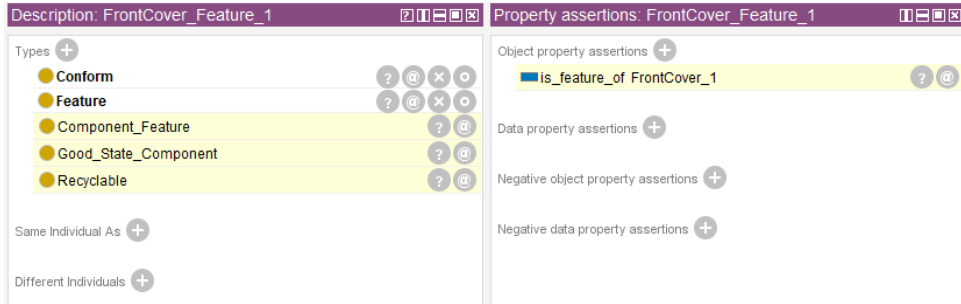 Description: FrontCover_Feature_1
Types
Conform
Feature
Component_Feature
Good_State_Component
Recyclable
Same Individual As
Different Individuals
Property assertions: FrontCover_Feature_1
Object property assertions
is_feature_of FrontCover_1
Data property assertions
Negative object property assertions
Negative data property assertions